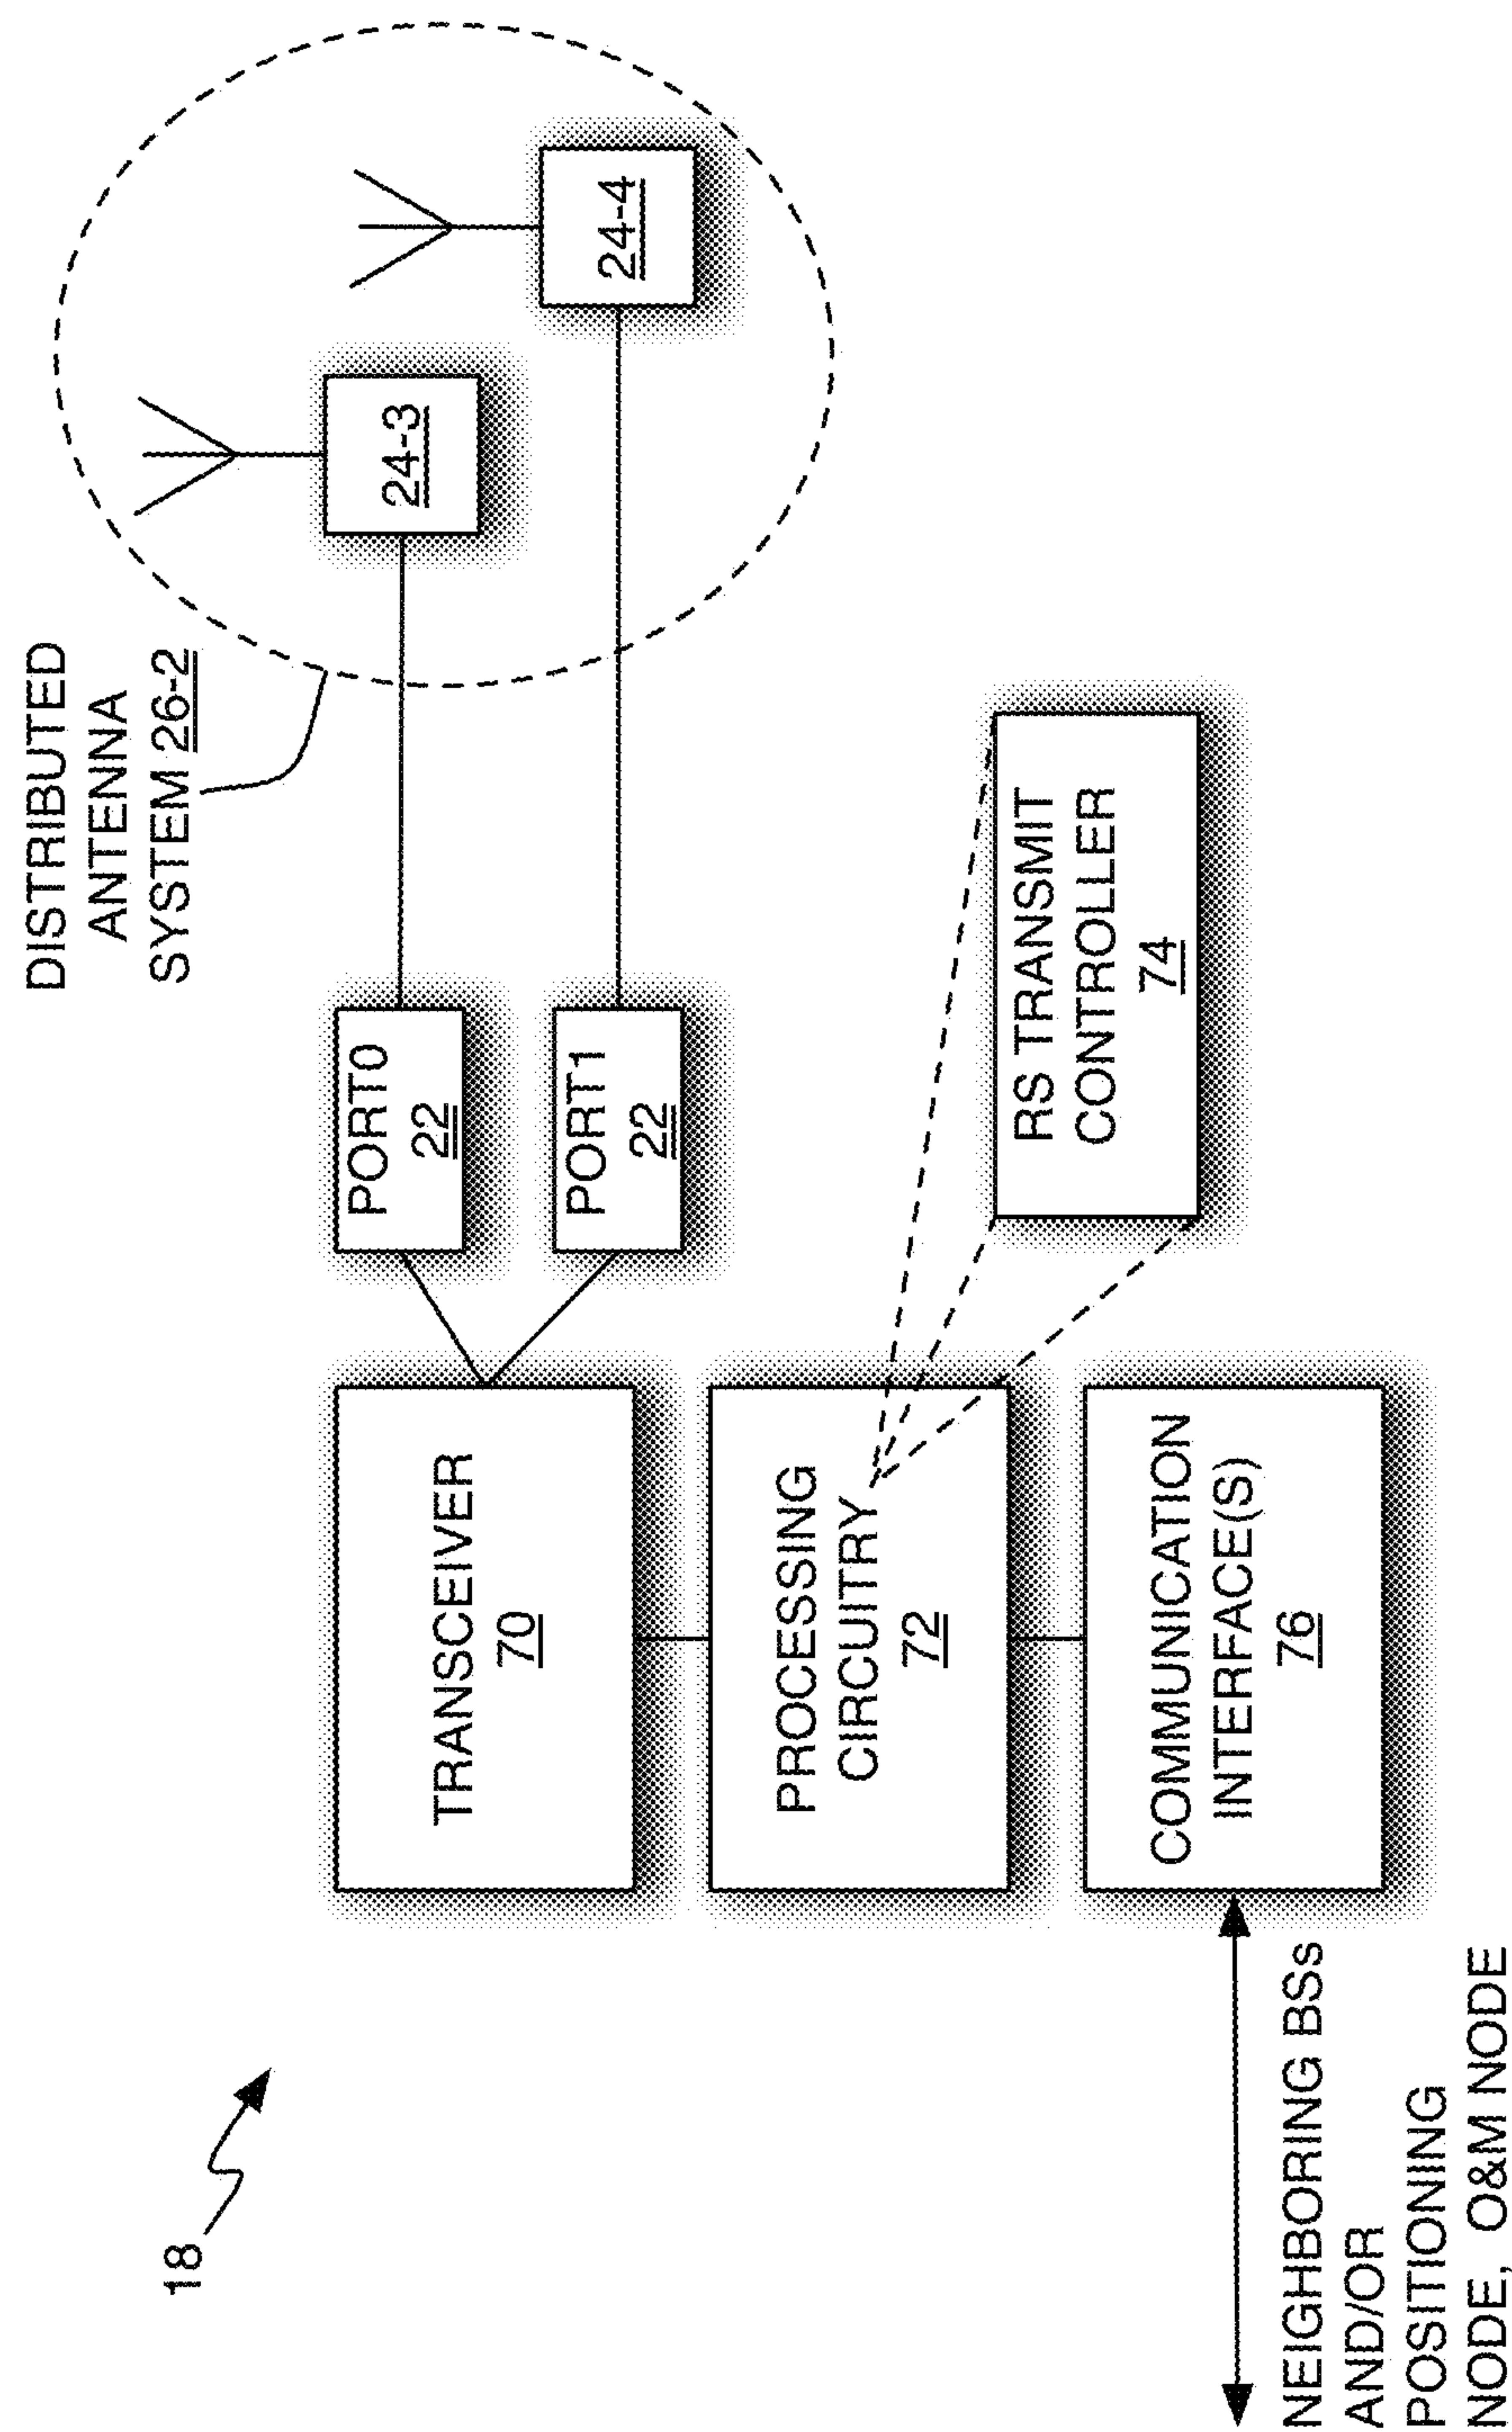 18
DISTRIBUTED
ANTENNA
SYSTEM 26-2
24-3
24-4
PORT0
22
PORT1
22
TRANSCEIVER
70
PROCESSING
CIRCUITRY
72
RS TRANSMIT
CONTROLLER
74
COMMUNICATION
INTERFACE(S)
76
NEIGHBORING BSs
AND/OR
POSITIONING
NODE, O&M NODE